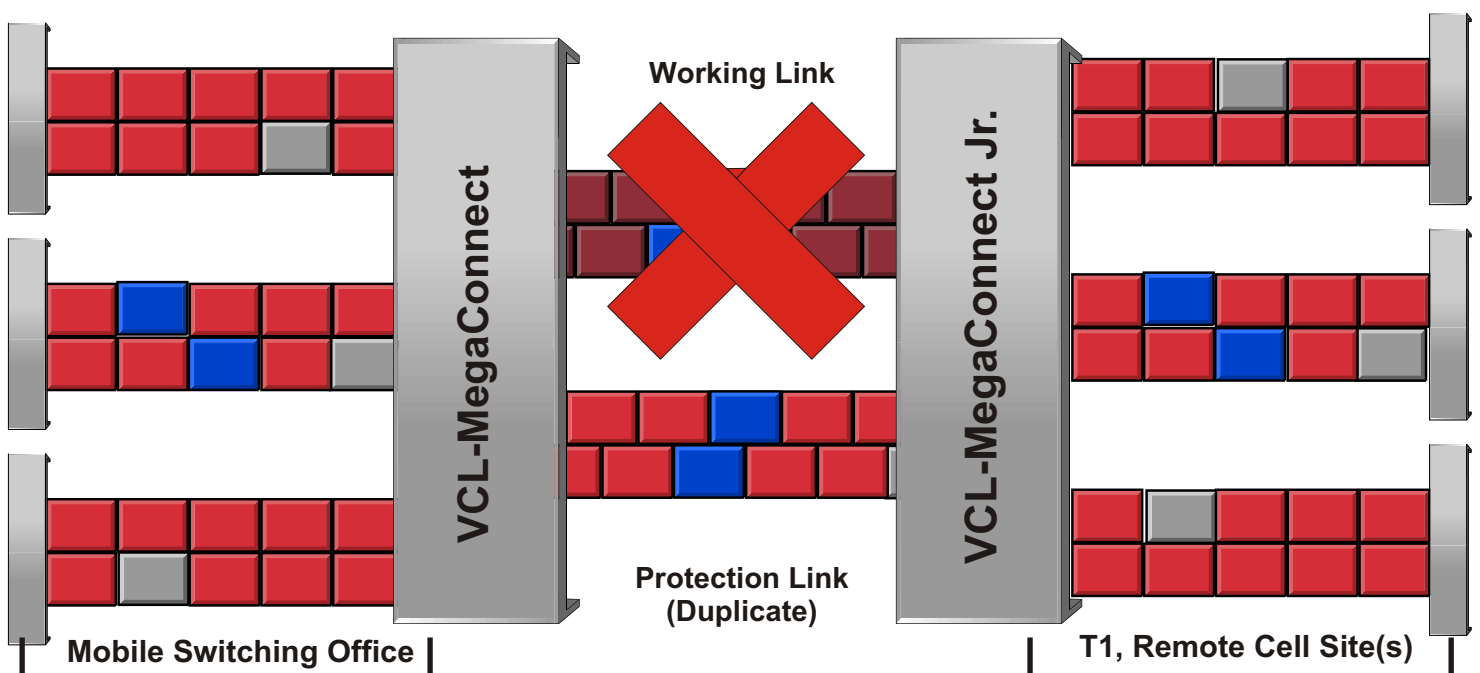 Working Link
VCL-MegaConnect
VCL-MegaConnect Jr.
Protection Link
(Duplicate)
Mobile Switching Office
T1, Remote Cell Site(s)